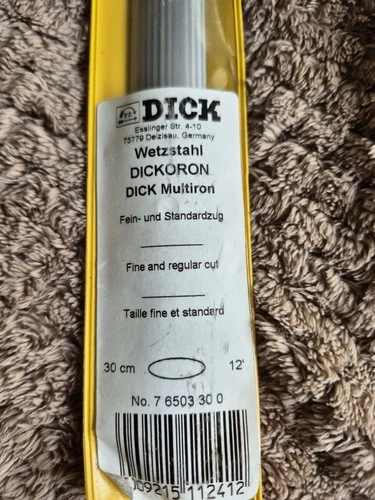 DICK
Esslinger Str. 4-10
73779 Deizisau, Germany
Wetzstahl
DICKORON
DICK Multiron
Fein- und Standardzug
Fine and regular cut
Taille fine et standard
30 cm 12"
No. 7 6503 30 0
009215 112412